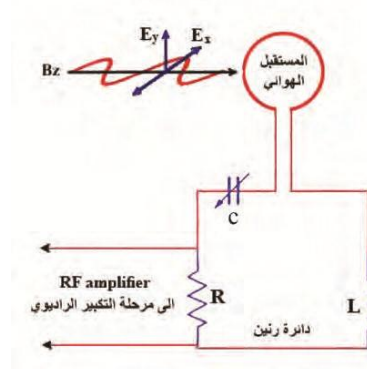 Ey
Ex
Bz
المستقبل
الهوائي
C
RF amplifier
الى مرحلة التكبير الراديوي
R
L
دائرة رنين